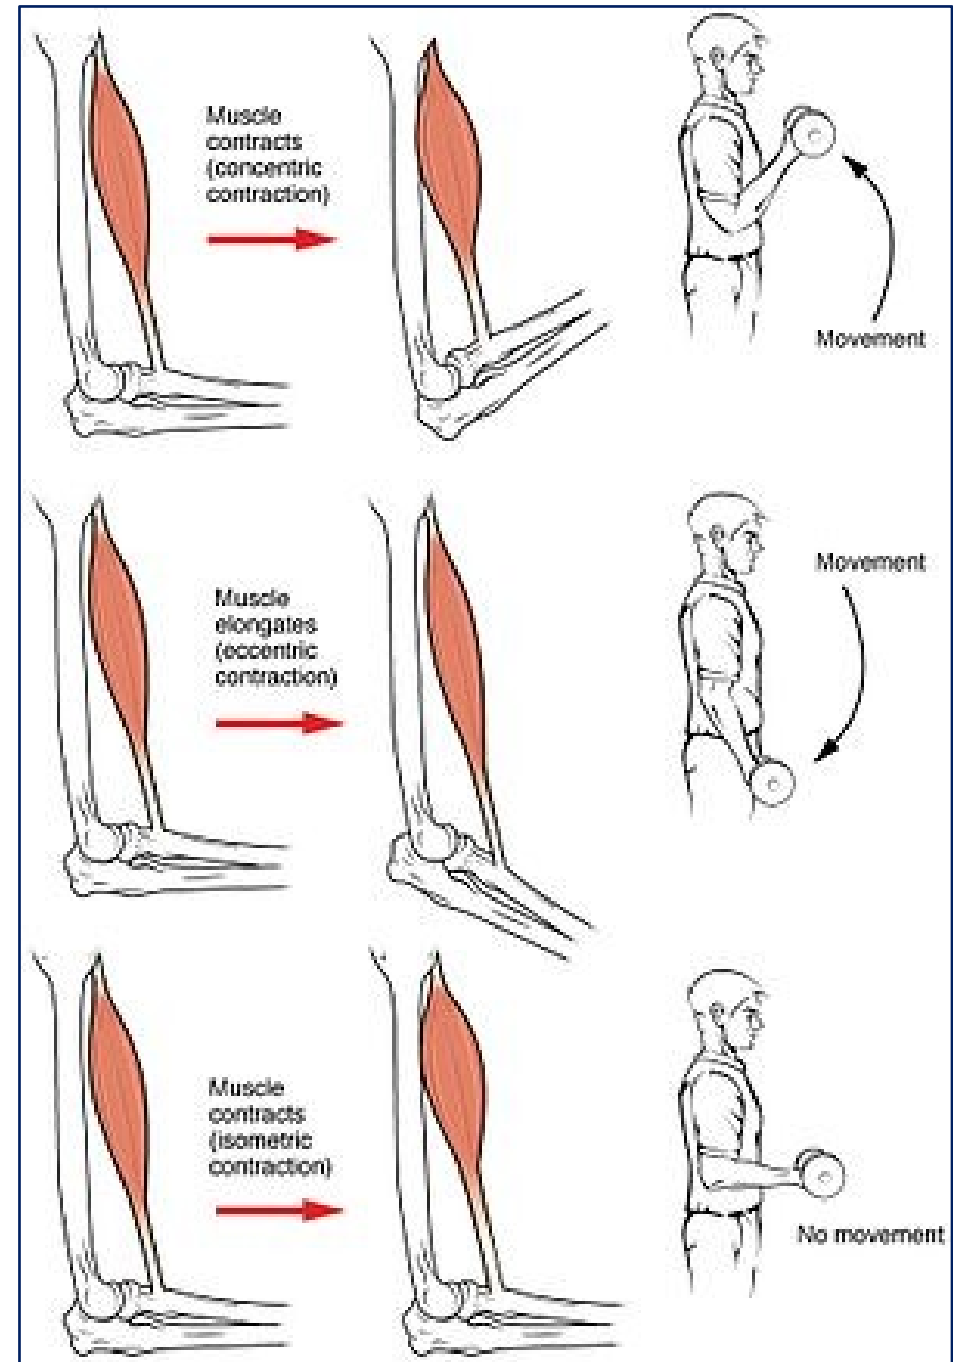 Muscle
contracts
(concentric
contraction)
Movement
Movement
Muscle
elongates
(eccentric
contraction)
Muscle
contracts
(isometric
contraction)
No movement